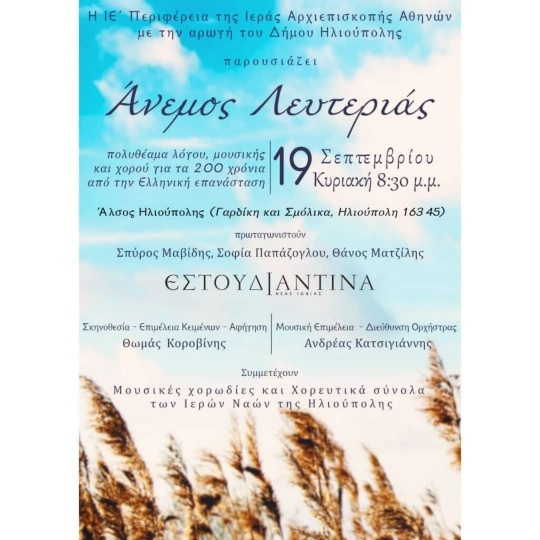 Η ΙΕ΄ Περιφέρεια της Ιεράς Αρχιεπισκοπής Αθηνών
με την αρωγή του Δήμου Ηλιούπολης
παρουσιάζει
Άνεμος Λευτεριάς
πολυθέαμα λόγου, μουσικής
και χορού για τα 200 χρόνια
από την Ελληνική επανάσταση
19 Σεπτεμβρίου
Κυριακή 8:30 μ.μ.
Άλσος Ηλιούπολης (Γαρδίκη και Σμόλικα, Ηλιούπολη 163 45)
πρωταγωνιστούν
Σπύρος Μαβίδης, Σοφία Παπάζογλου, Θάνος Ματζίλης
ΕΣΤΟΥΔΙΑΝΤΙΝΑ
ΝΕΑΣ ΙΩΝΙΑΣ
Σκηνοθεσία - Επιμέλεια Κειμένων - Αφήγηση
Θωμάς Κοροβίνης
Μουσική Επιμέλεια - Διεύθυνση Ορχήστρας
Ανδρέας Κατσιγιάννης
Συμμετέχουν
Μουσικές χορωδίες και Χορευτικά σύνολα
των Ιερών Ναών της Ηλιούπολης